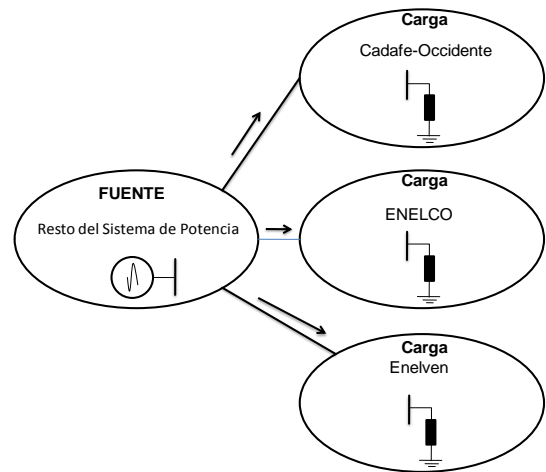 Carga
Cadafe-Occidente
FUENTE
Resto del Sistema de Potencia
Carga
ENELCO
Carga
Enelven